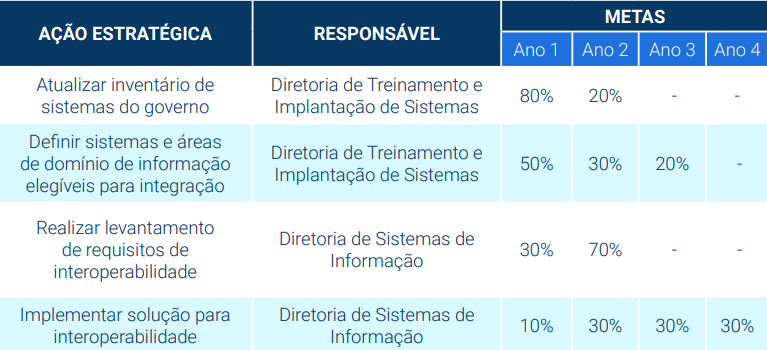 AÇÃO ESTRATÉGICA RESPONSÁVEL METAS
Ano 1 Ano 2 Ano 3 Ano 4
Atualizar inventário de
sistemas do governo
Diretoria de Treinamento e
Implantação de Sistemas
80% 20% - -
Definir sistemas e áreas
de domínio de informação
elegíveis para integração
Diretoria de Treinamento e
Implantação de Sistemas
50% 30% 20% -
Realizar levantamento
de requisitos de
interoperabilidade
Diretoria de Sistemas de
Informação
30% 70% - -
Implementar solução para
interoperabilidade
Diretoria de Sistemas de
Informação
10% 30% 30% 30%